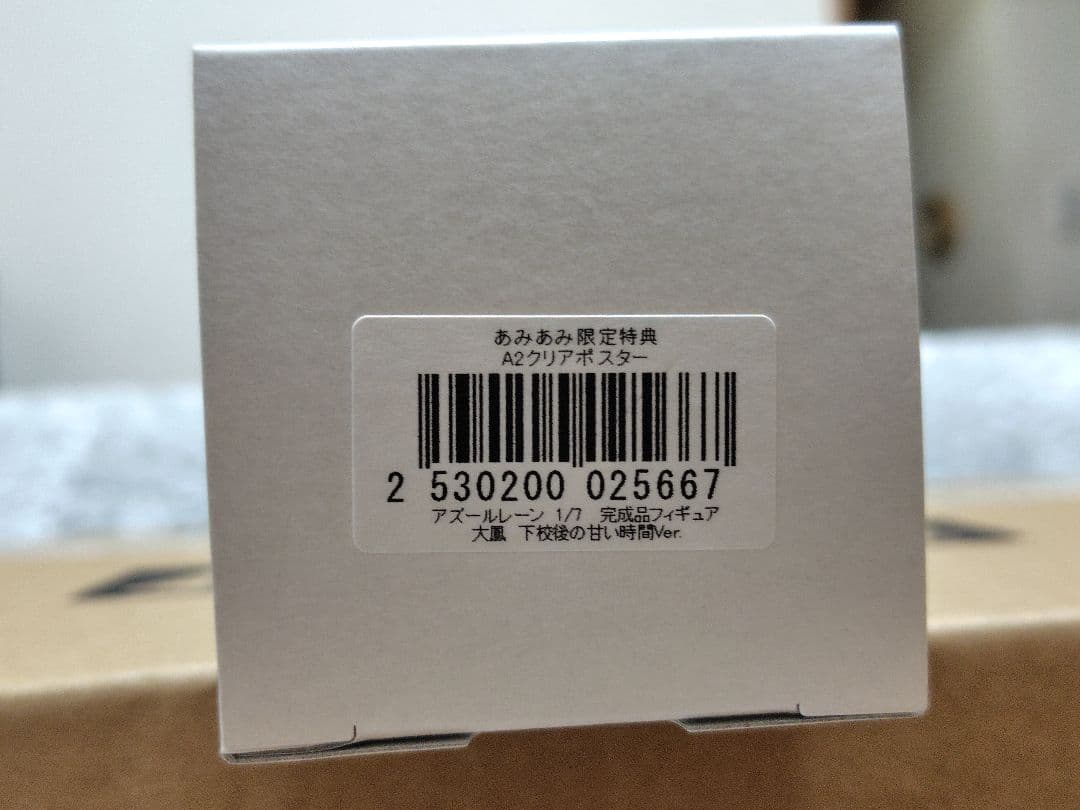 あみあみ限定特典
A2クリアポスター
2 530200 025667
アズールレーン 1/7 完成品フィギュア
大鳳 下校後の甘い時間Ver.